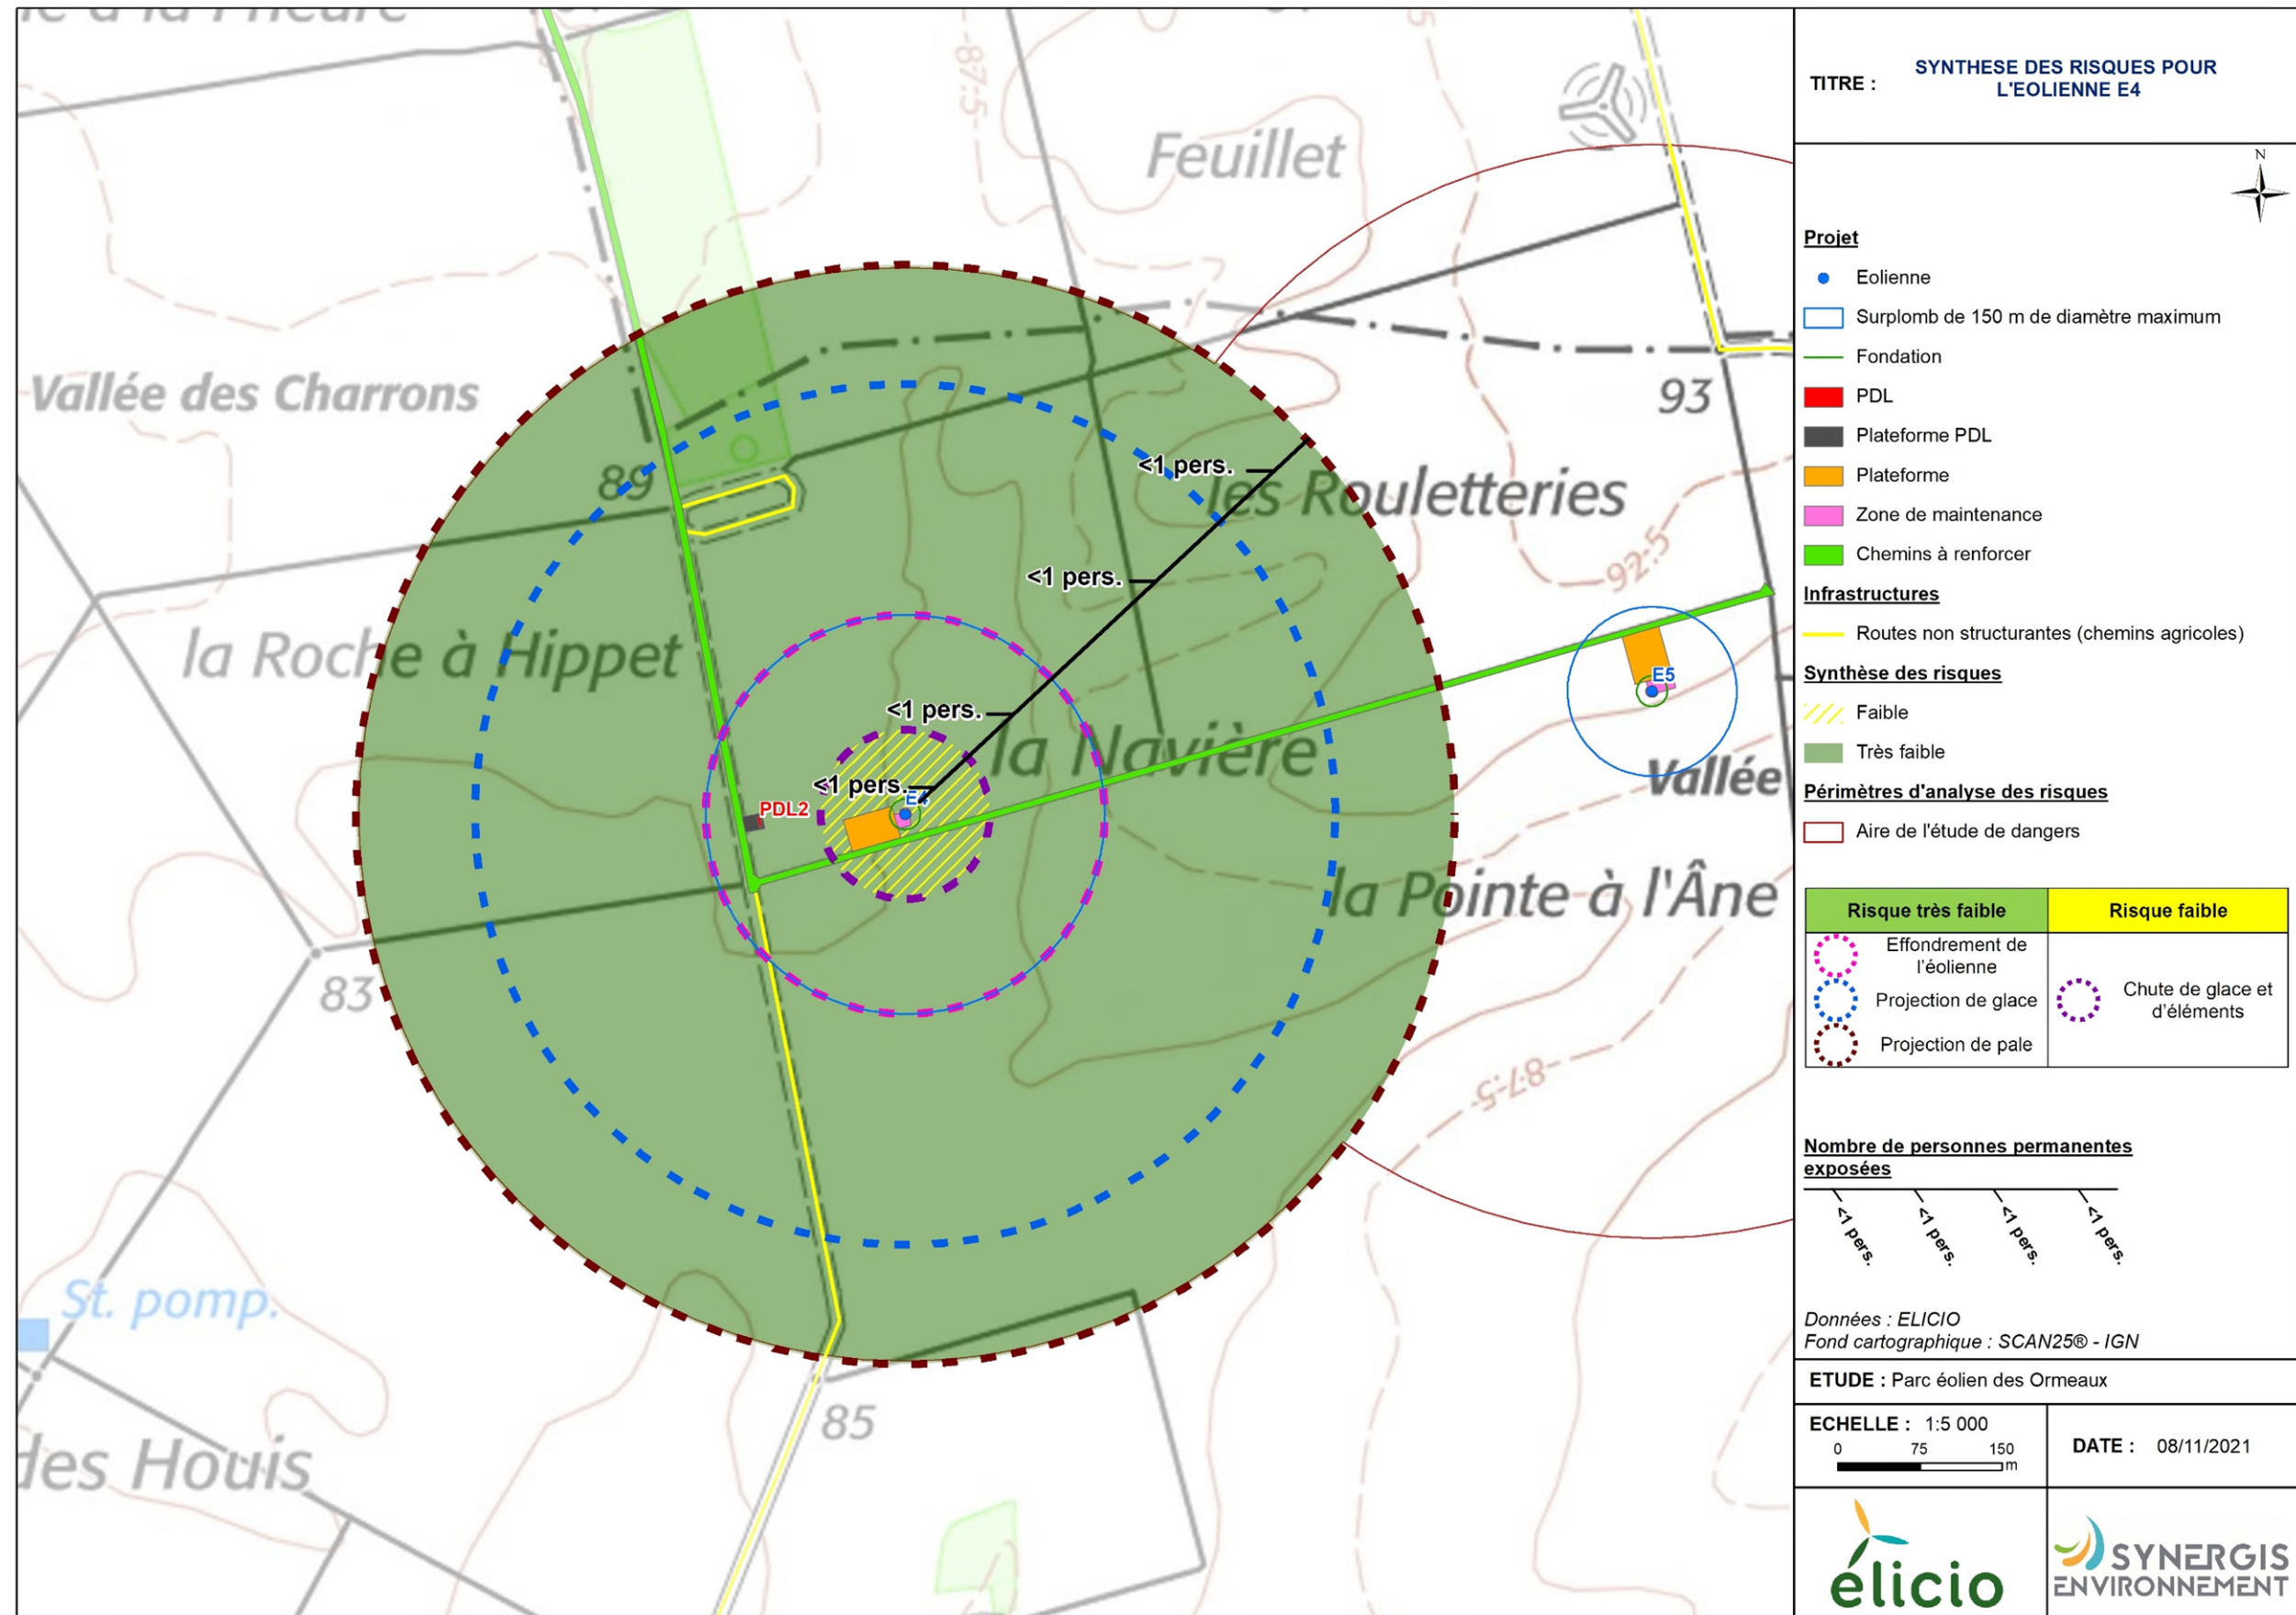 Feuillet
87.5
Vallée des Charrons
93
89
<1 pers.
les Rouletteries
92.5
<1 pers.
la Roche à Hippet
E5
<1 pers.
la Navière
Vallée
<1 pers.
E4
PDL2
la Pointe à l'Âne
83
87.5
St. pomp.
85
des Houis
TITRE : SYNTHESE DES RISQUES POUR
L'EOLIENNE E4
N
Projet
Eolienne
Surplomb de 150 m de diamètre maximum
Fondation
PDL
Plateforme PDL
Plateforme
Zone de maintenance
Chemins à renforcer
Infrastructures
Routes non structurantes (chemins agricoles)
Synthèse des risques
Faible
Très faible
Périmètres d'analyse des risques
Aire de l'étude de dangers
Risque très faible
Risque faible
Effondrement de
l'éolienne
Projection de glace
Projection de pale
Chute de glace et
d'éléments
Nombre de personnes permanentes
exposées
<1 pers. <1 pers. <1 pers. <1 pers.
Données : ELICIO
Fond cartographique : SCAN25® - IGN
ETUDE : Parc éolien des Ormeaux
ECHELLE : 1:5 000
0 75 150
m
DATE : 08/11/2021
élicio
SYNERGIS
ENVIRONNEMENT